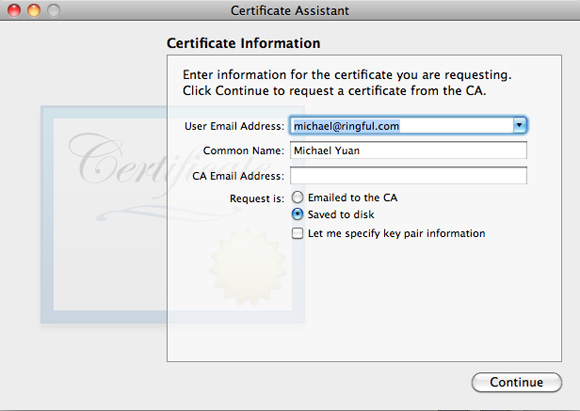 Certificate Assistant
Certificate Information
Enter information for the certificate you are requesting.
Click Continue to request a certificate from the CA.
User Email Address: michael@ringful.com
Common Name: Michael Yuan
CA Email Address:
Request is: Emailed to the CA
Saved to disk
Let me specify key pair information
Certificate
Continue